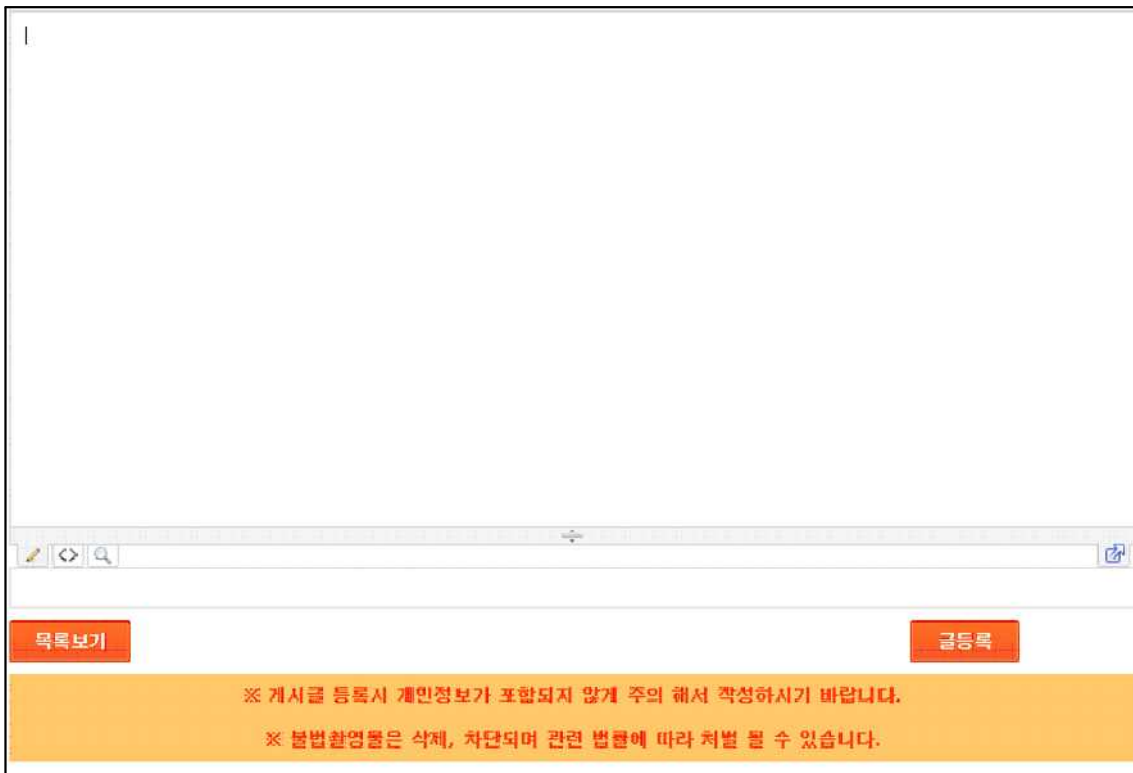 목록보기
글등록
※ 게시글 등록시 개인정보가 포함되지 않게 주의 해서 작성하시기 바랍니다.
※ 불법촬영물은 삭제, 차단되며 관련 법률에 따라 처벌 될 수 있습니다.